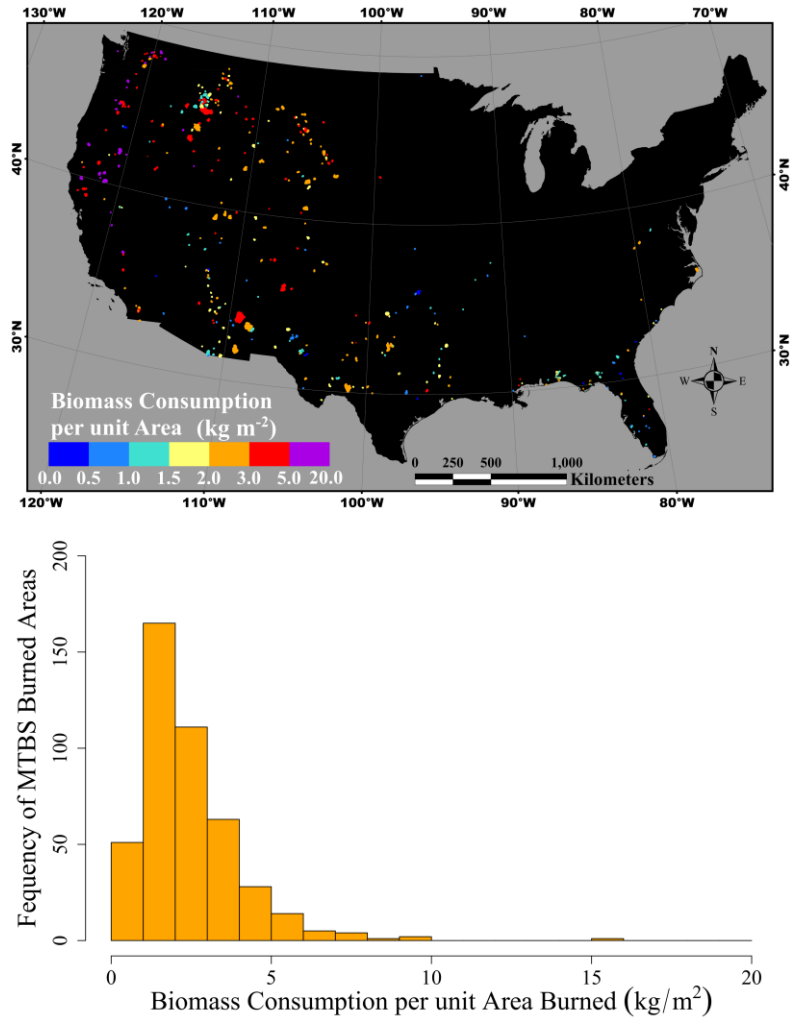 130°W 120°W 110°W 100°W 90°W 80°W 70°W
40°N
40°N
30°N
30°N
N
W E
S
Biomass Consumption
per unit Area (kg m-2)
0.0 0.5 1.0 1.5 2.0 3.0 5.0 20.0
0 250 500 1,000
Kilometers
120°W 110°W 100°W 90°W 80°W
Fequency of MTBS Burned Areas
200
150
100
50
0
0 5 10 15 20
Biomass Consumption per unit Area Burned (kg/m2)